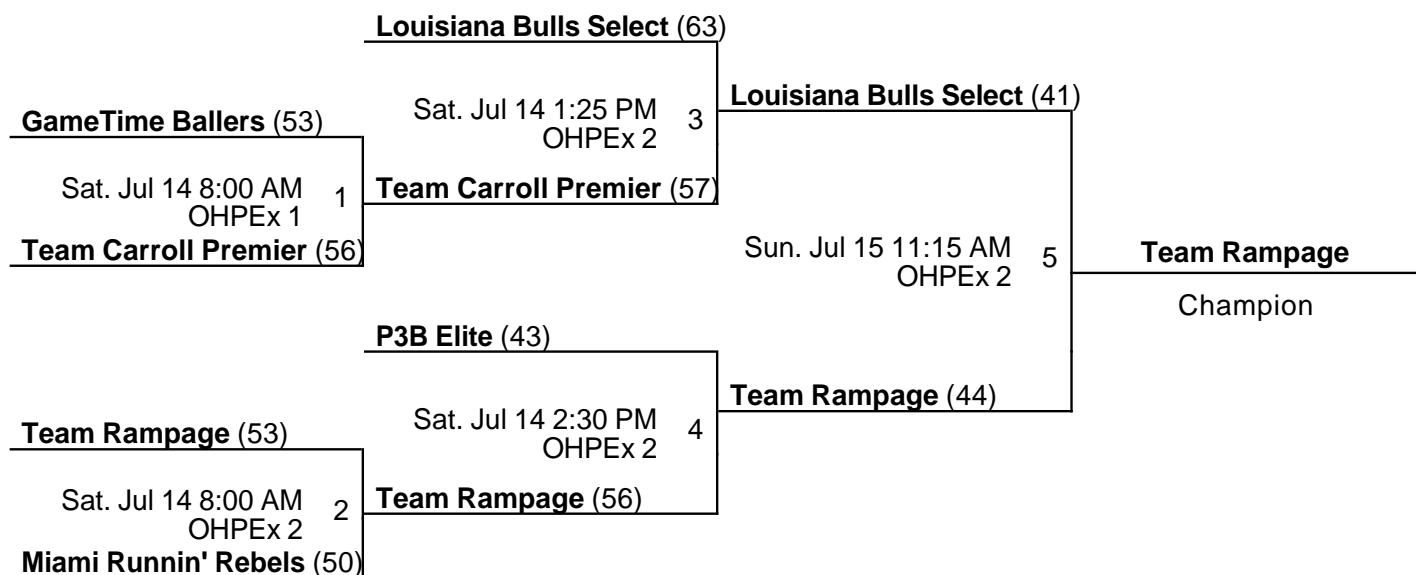 Louisiana Bulls Select (63)
Sat. Jul 14 1:25 PM
OHPEx 2
3
Louisiana Bulls Select (41)
GameTime Ballers (53)
Sat. Jul 14 8:00 AM
OHPEx 1
1
Team Carroll Premier (57)
Team Carroll Premier (56)
Sun. Jul 15 11:15 AM
OHPEx 2
5
Team Rampage
Champion
P3B Elite (43)
Sat. Jul 14 2:30 PM
OHPEx 2
4
Team Rampage (44)
Team Rampage (53)
Sat. Jul 14 8:00 AM
OHPEx 2
2
Team Rampage (56)
Miami Runnin' Rebels (50)